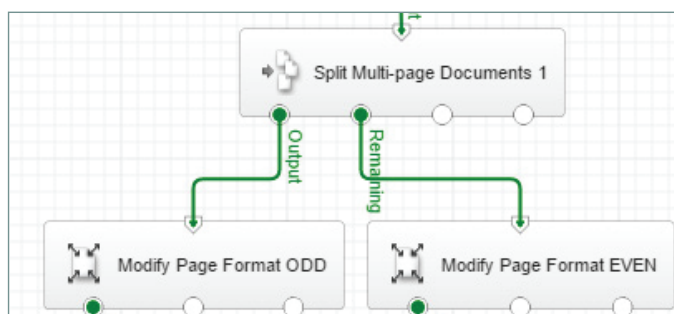 Split Multi-page Documents 1
Output
Remaining
Modify Page Format ODD
Modify Page Format EVEN